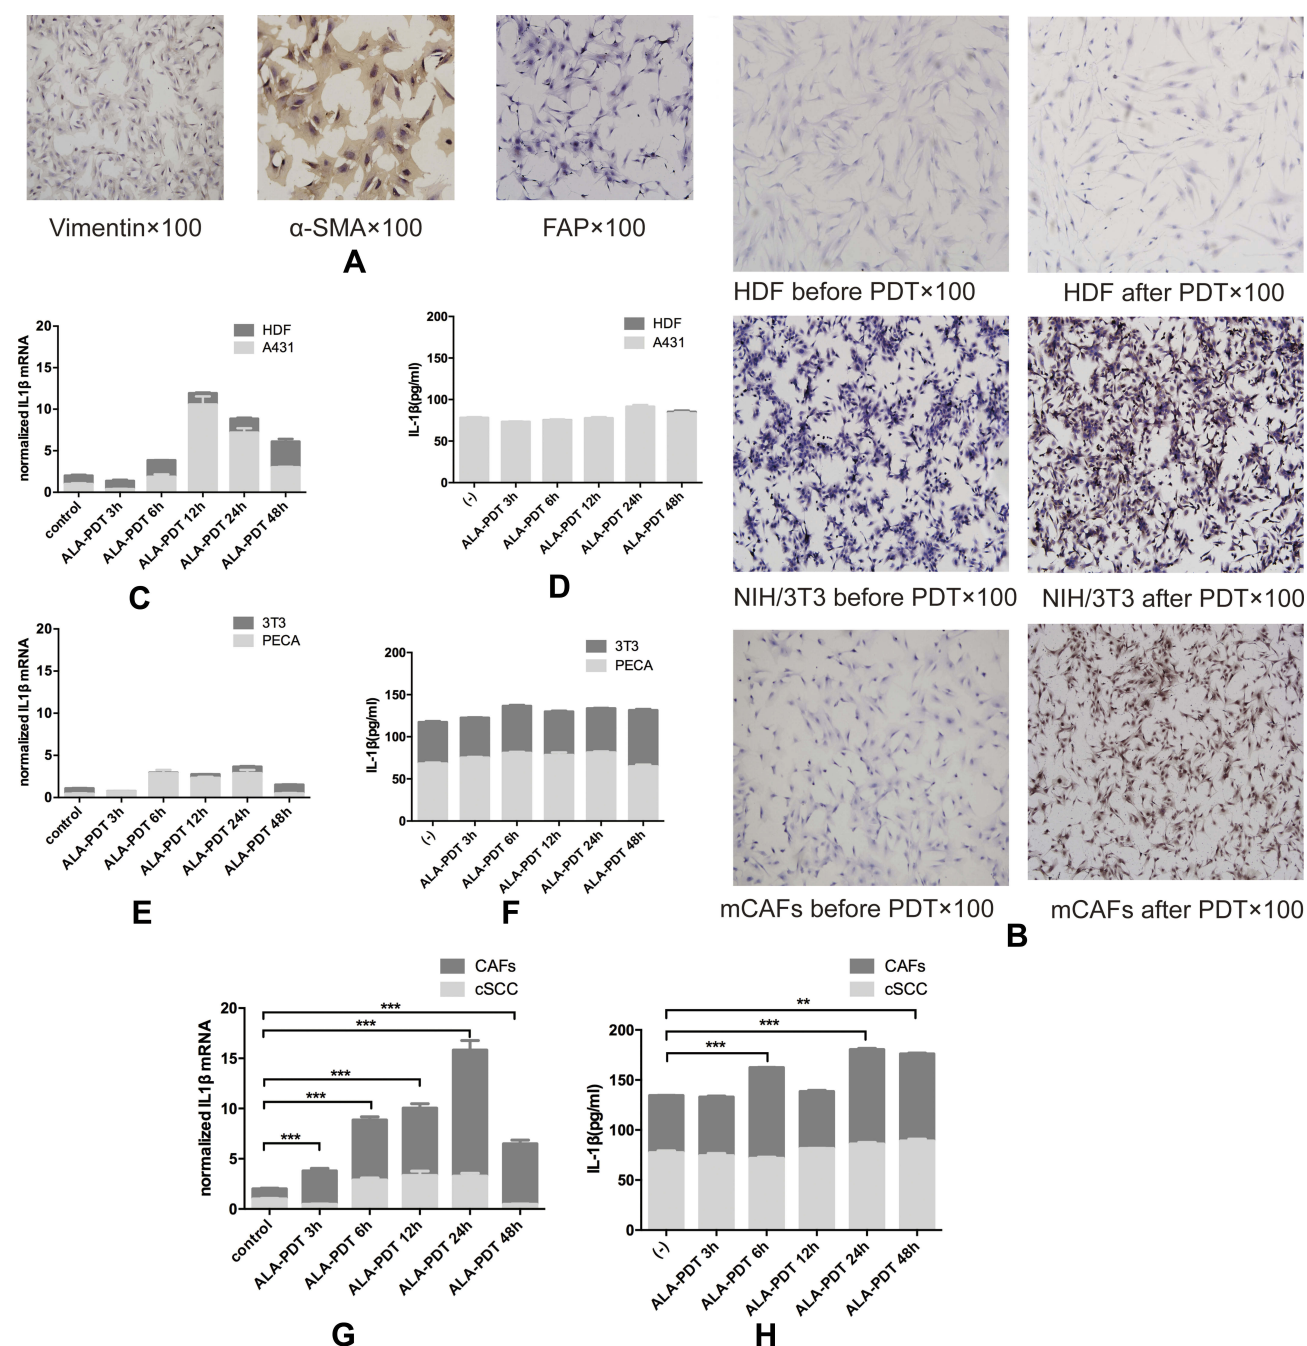 Vimentin×100
α-SMA×100
FAP×100
A
HDF before PDT×100
HDF after PDT×100
NIH/3T3 before PDT×100
NIH/3T3 after PDT×100
mCAFs before PDT×100
mCAFs after PDT×100
B
normalized IL1β mRNA
20
15
10
5
0
HDF
A431
control
ALA-PDT 3h
ALA-PDT 6h
ALA-PDT 12h
ALA-PDT 24h
ALA-PDT 48h
C
IL-1β(pg/ml)
200
150
100
50
0
HDF
A431
(-)
ALA-PDT 3h
ALA-PDT 6h
ALA-PDT 12h
ALA-PDT 24h
ALA-PDT 48h
D
normalized IL1β mRNA
20
15
10
5
0
3T3
PECA
control
ALA-PDT 3h
ALA-PDT 6h
ALA-PDT 12h
ALA-PDT 24h
ALA-PDT 48h
E
IL-1β(pg/ml)
200
150
100
50
0
3T3
PECA
(-)
ALA-PDT 3h
ALA-PDT 6h
ALA-PDT 12h
ALA-PDT 24h
ALA-PDT 48h
F
normalized IL1β mRNA
20
15
10
5
0
CAFs
cSCC
***
***
***
***
***
control
ALA-PDT 3h
ALA-PDT 6h
ALA-PDT 12h
ALA-PDT 24h
ALA-PDT 48h
G
IL-1β(pg/ml)
200
150
100
50
0
CAFs
cSCC
**
***
***
(-)
ALA-PDT 3h
ALA-PDT 6h
ALA-PDT 12h
ALA-PDT 24h
ALA-PDT 48h
H